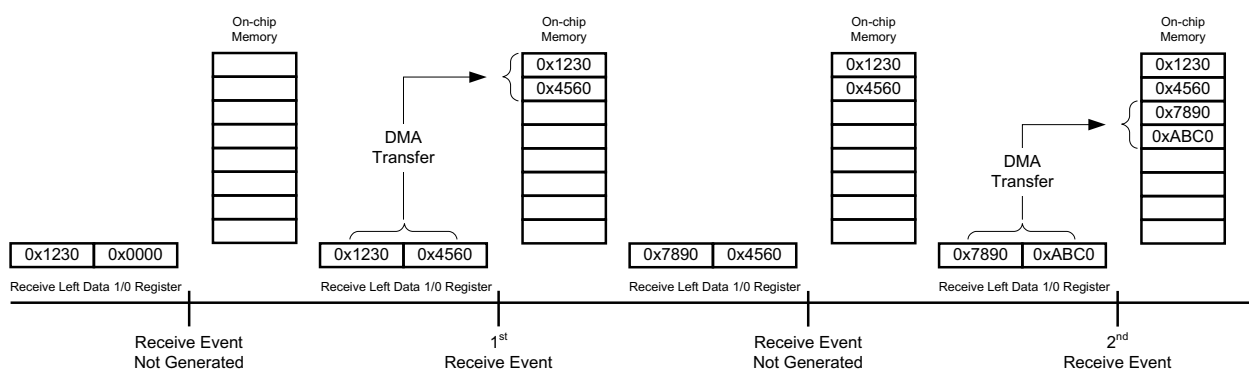 On-chip
Memory
On-chip
Memory
0x1230
0x4560
On-chip
Memory
0x1230
0x4560
On-chip
Memory
0x1230
0x4560
0x7890
0xABC0
DMA
Transfer
DMA
Transfer
0x1230 0x0000
0x1230 0x4560
0x7890 0x4560
0x7890 0xABC0
Receive Left Data 1/0 Register
Receive Left Data 1/0 Register
Receive Left Data 1/0 Register
Receive Left Data 1/0 Register
Receive Event
Not Generated
1st
Receive Event
Receive Event
Not Generated
2nd
Receive Event